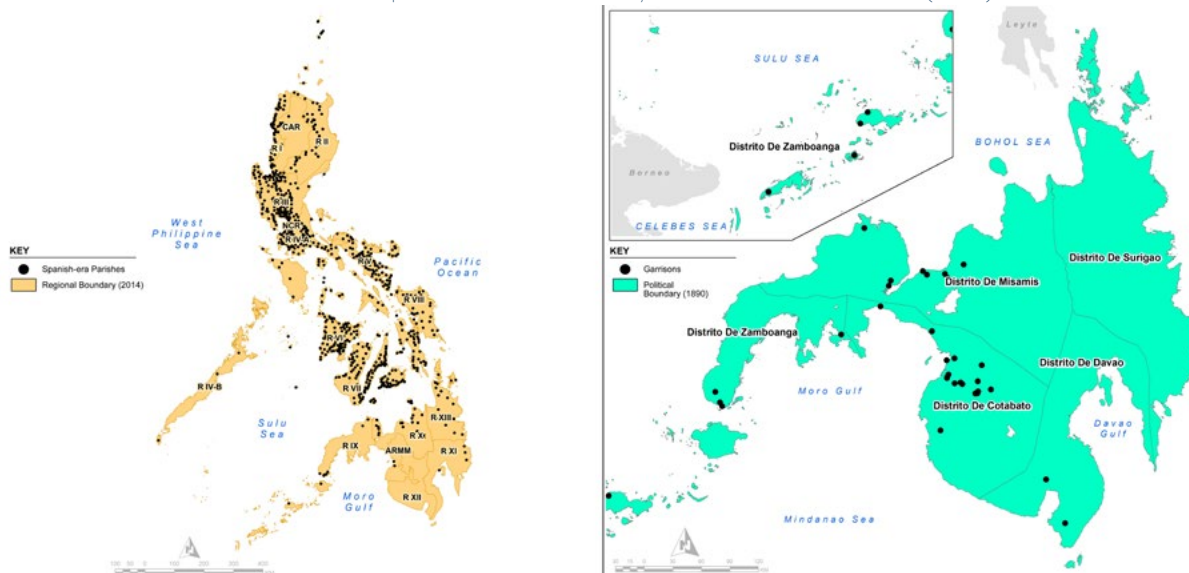 CAR
R I
R II
R III
NCR
R IV-A
West
Philippine
Sea
KEY
Spanish-era Parishes
Regional Boundary (2014)
Pacific
Ocean
R V
R VIII
R VI
R VII
R IV-B
Sulu
Sea
R XIII
R IX
R X
ARMM
R XI
R XII
Moro
Gulf
Leyte
SULU SEA
Distrito De Zamboanga
Borneo
CELEBES SEA
BOHOL SEA
KEY
Garrisons
Political
Boundary (1890)
Distrito De Surigao
Distrito De Misamis
Distrito De Zamboanga
Distrito De Davao
Moro Gulf
Distrito De Cotabato
Davao
Gulf
Mindanao Sea